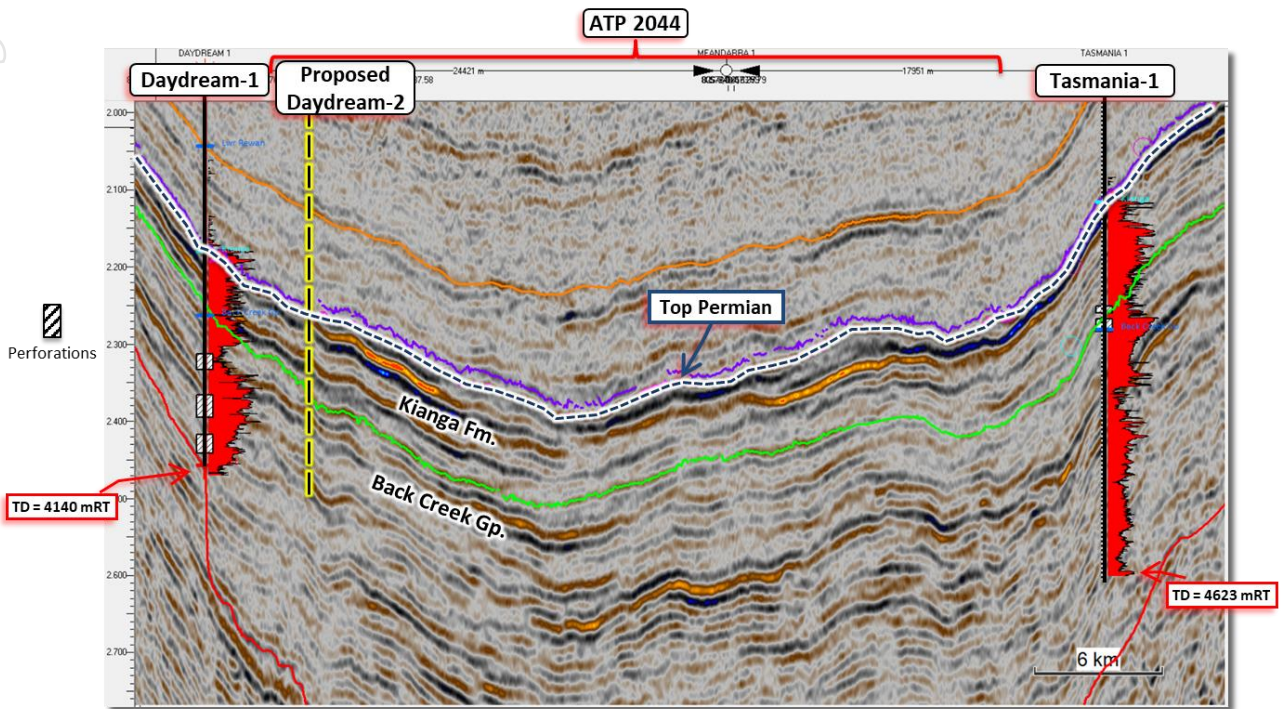 ATP 2044
DAYDREAM 1
MEANDARRA 1
TASMANIA 1
Daydream-1
Proposed
Daydream-2
24421 m
17951 m
Tasmania-1
2.000
2.100
2.200
2.300
2.400
2.600
2.700
Top Permian
Perforations
Kianga Fm.
Back Creek Gp.
TD = 4140 mRT
TD = 4623 mRT
6 km